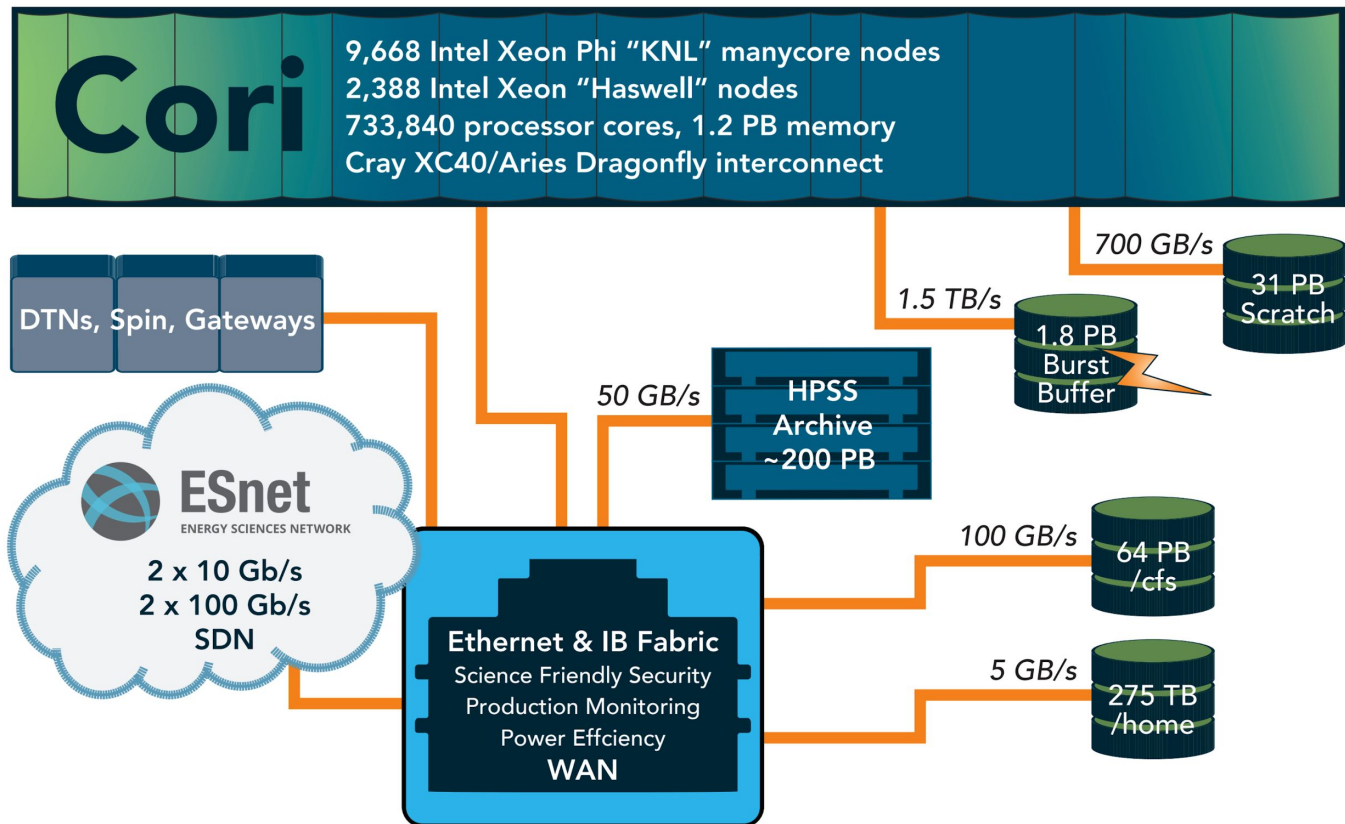 Cori
9,668 Intel Xeon Phi “KNL” manycore nodes
2,388 Intel Xeon “Haswell” nodes
733,840 processor cores, 1.2 PB memory
Cray XC40/Aries Dragonfly interconnect
700 GB/s
31 PB
Scratch
1.5 TB/s
1.8 PB
Burst
Buffer
DTNs, Spin, Gateways
50 GB/s
HPSS
Archive
~200 PB
ESnet
ENERGY SCIENCES NETWORK
2 x 10 Gb/s
2 x 100 Gb/s
SDN
100 GB/s
64 PB
/cfs
Ethernet & IB Fabric
Science Friendly Security
Production Monitoring
Power Effciency
WAN
5 GB/s
275 TB
/home